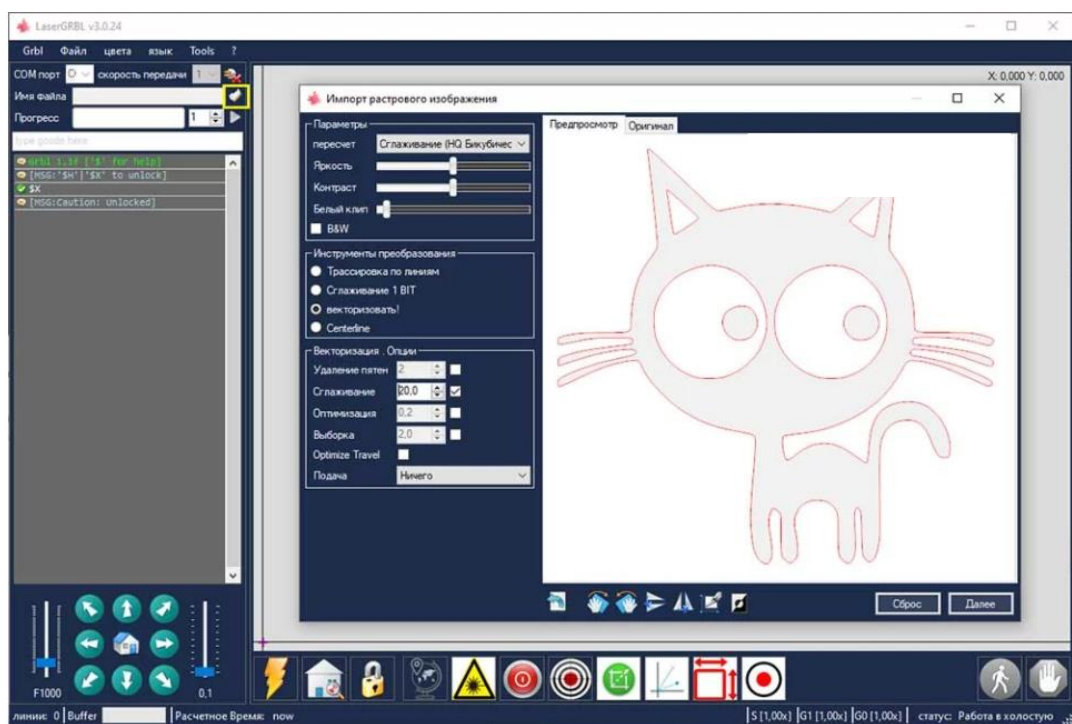 LaserGRBL v3.0.24
Grbl Файл цвета язык Tools ?
COM порт D скорость передачи 1
Имя файла
Прогресс 1
type gcode here
Grbl 1.1f ['$' for help]
[MSG:'$H'|'$X' to unlock]
$X
[MSG:Caution: Unlocked]
X: 0,000 Y: 0,000
Импорт растрового изображения
Параметры
пересчет Сглаживание (HQ Бикубичес
Яркость
Контраст
Белый клип
B&W
Инструменты преобразования
Трассировка по линиям
Сглаживание 1 BIT
векторизовать!
Centerline
Векторизация . Опции
Удаление пятен 2
Сглаживание 20,0
Оптимизация 0,2
Выборка 2,0
Optimize Travel
Подача Ничего
Предпросмотр Оригинал
Сброс Далее
F1000 0,1
линии: 0 Buffer Расчетное Время: now S [1,00x] G1 [1,00x] G0 [1,00x] статус: Работа в холостую